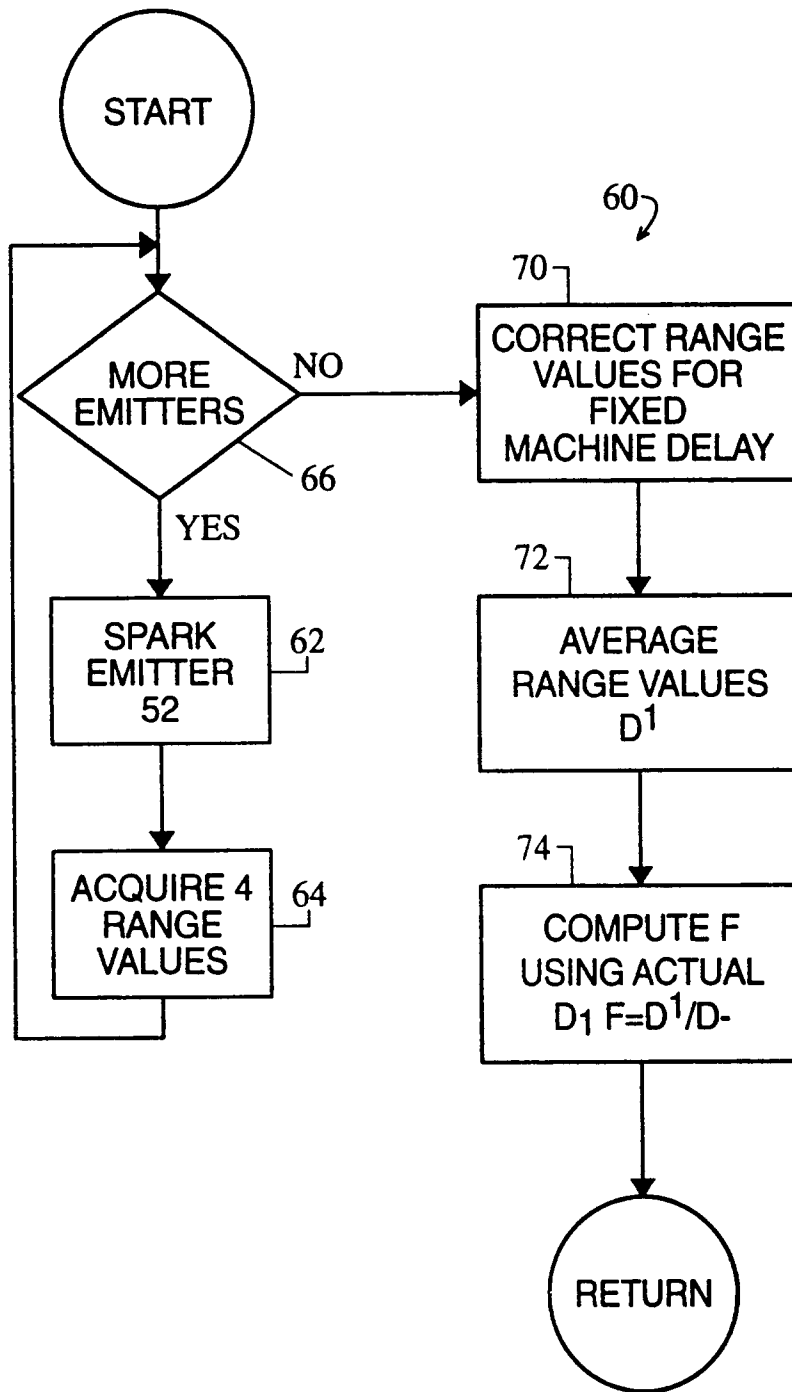 START
MORE
EMITTERS
NO
66
YES
SPARK
EMITTER
52
62
ACQUIRE 4
RANGE
VALUES
64
60
70
CORRECT RANGE
VALUES FOR
FIXED
MACHINE DELAY
72
AVERAGE
RANGE VALUES
D¹
74
COMPUTE F
USING ACTUAL
D₁ F=D¹/D-
RETURN